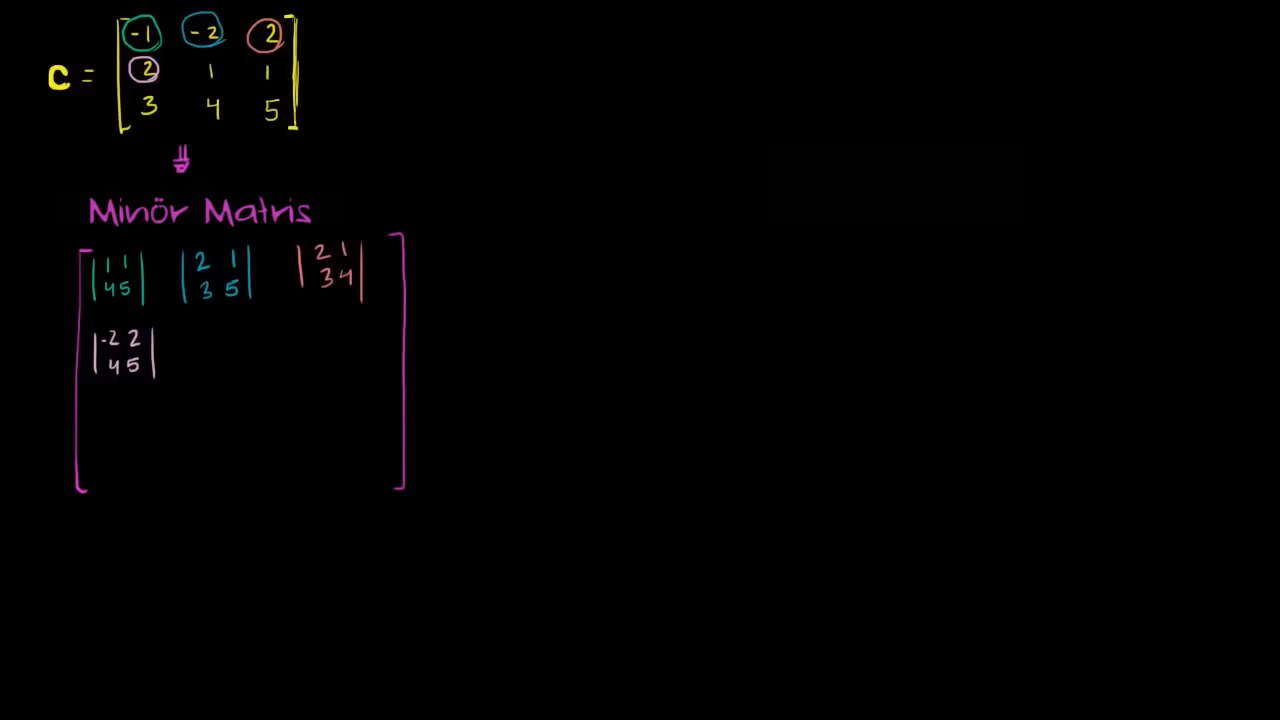 C = [ -1 -2 2
2 1 1
3 4 5 ]
⇓
Minör Matris
[ |1 1| |2 1| |2 1|
|4 5| |3 5| |3 4|
|-2 2|
|4 5| ]